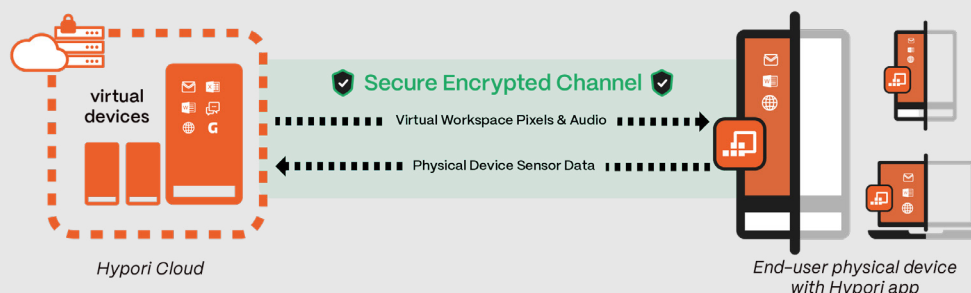 virtual
devices
G
Secure Encrypted Channel
Virtual Workspace Pixels & Audio
Physical Device Sensor Data
Hypori Cloud
End-user physical device
with Hypori app